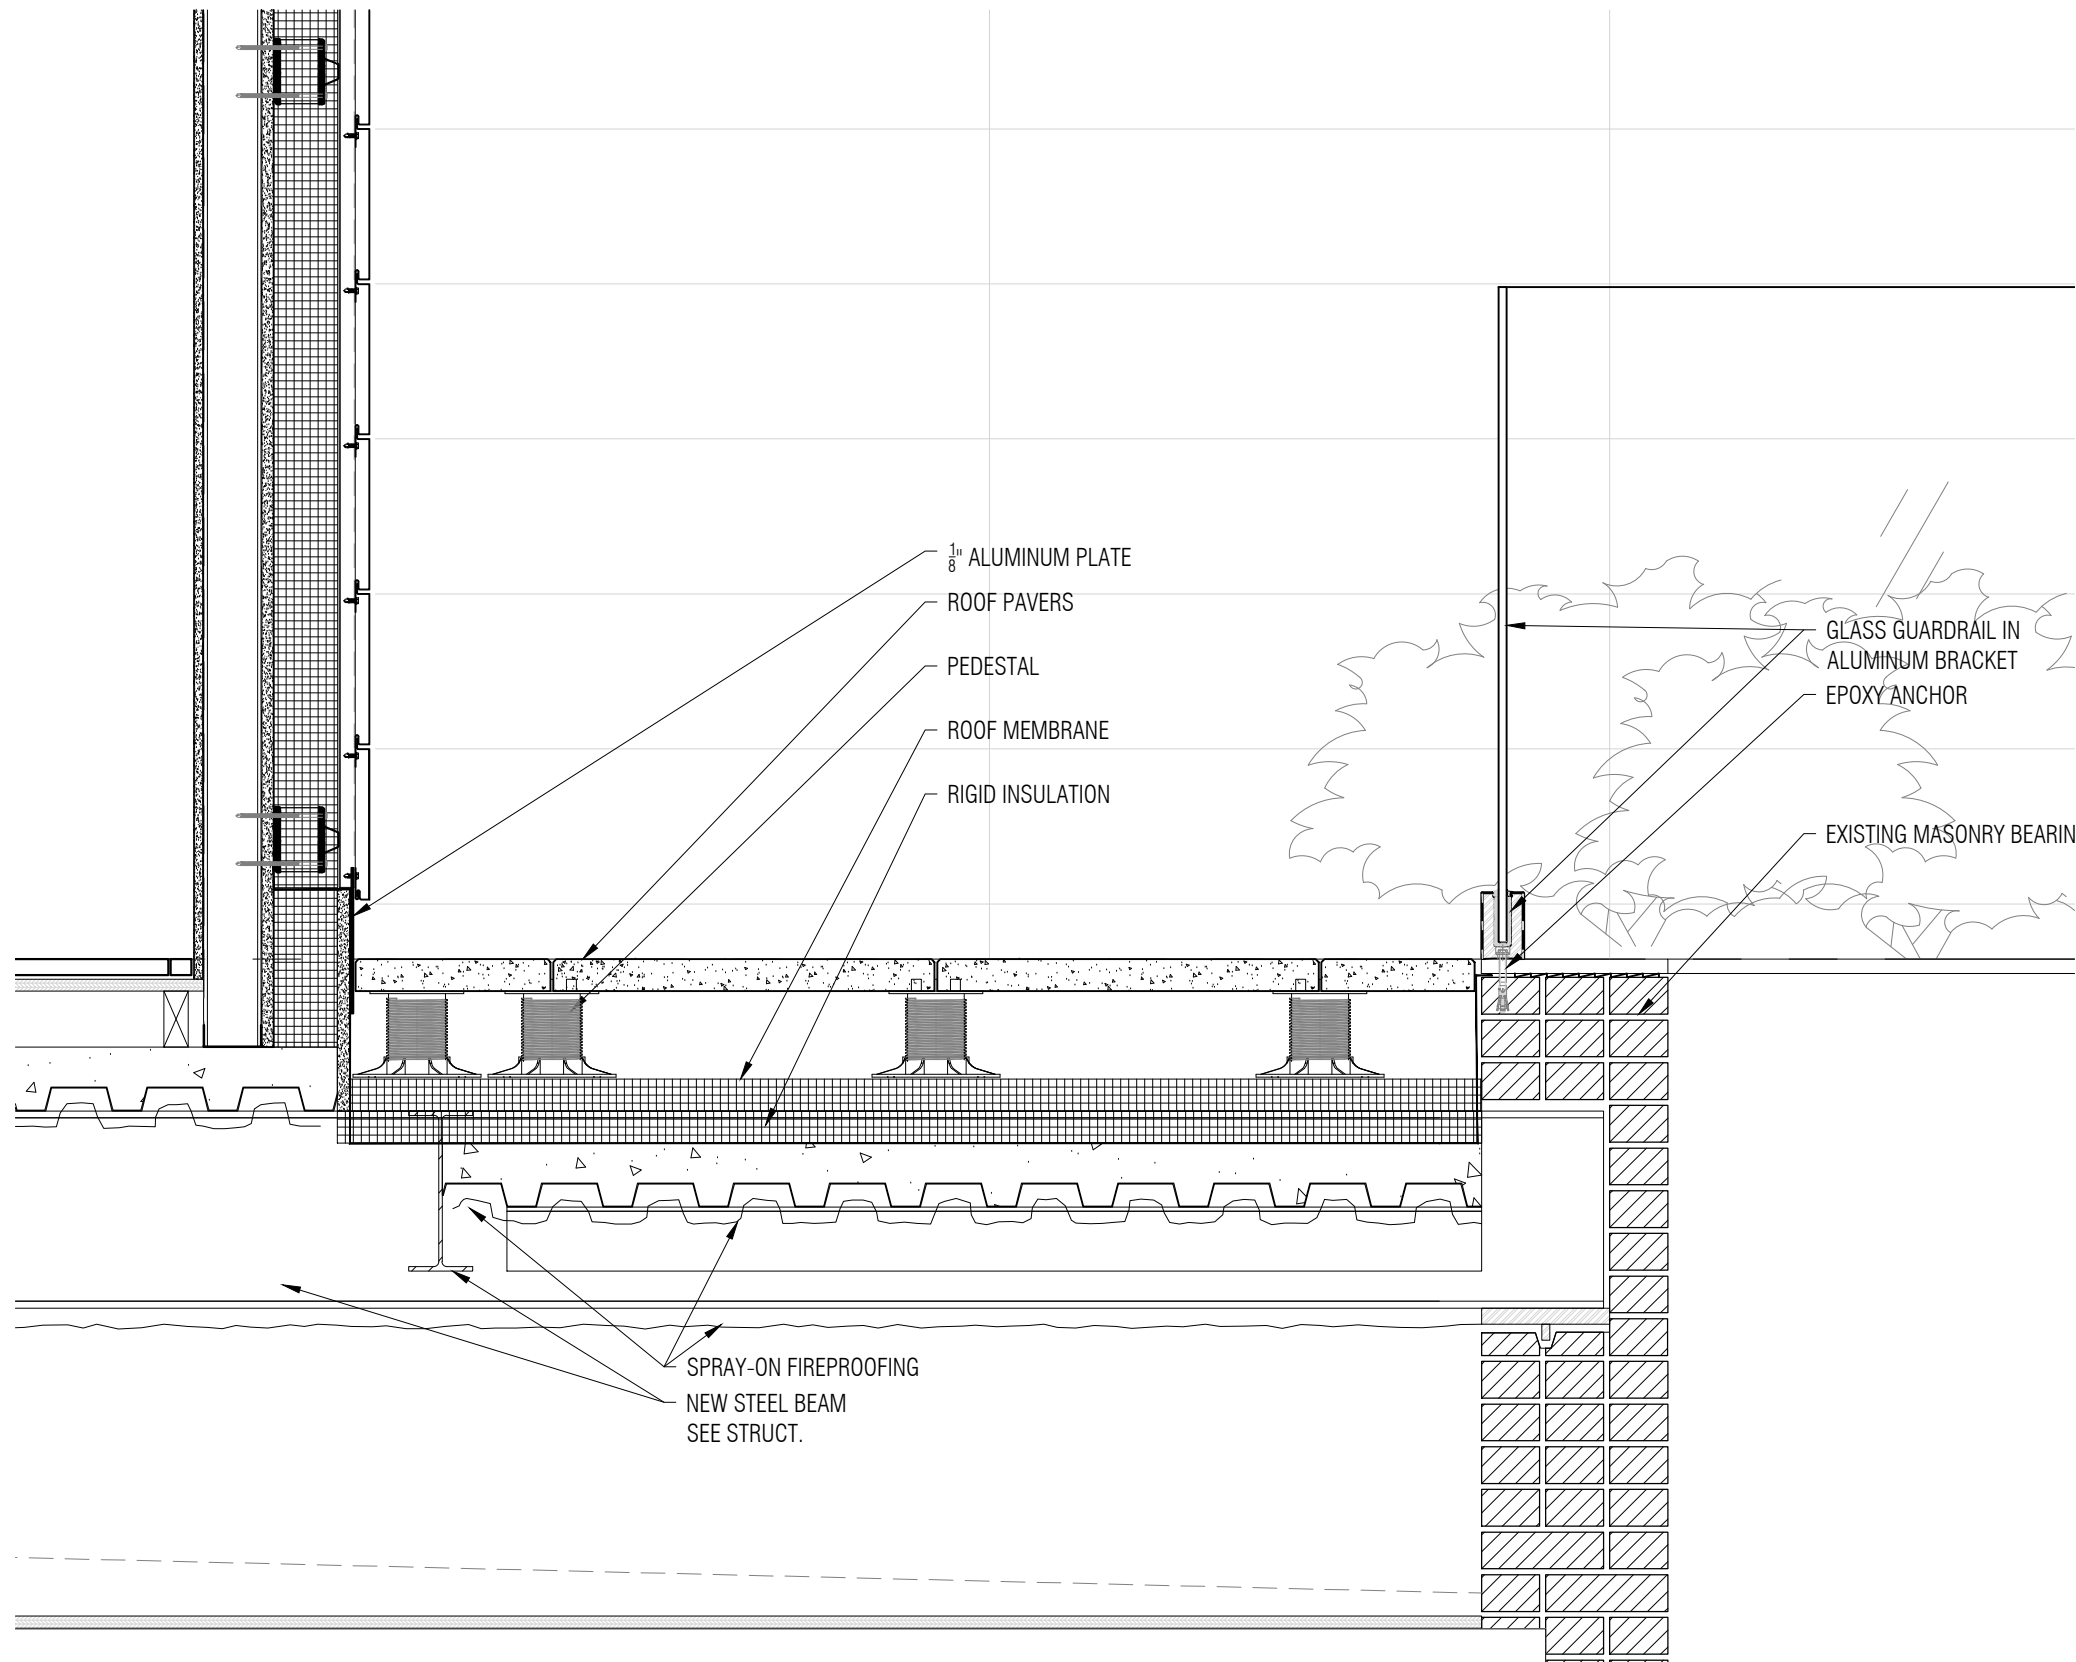 ⅛" ALUMINUM PLATE
ROOF PAVERS
PEDESTAL
ROOF MEMBRANE
RIGID INSULATION
GLASS GUARDRAIL IN
ALUMINUM BRACKET
EPOXY ANCHOR
EXISTING MASONRY BEARIN
SPRAY-ON FIREPROOFING
NEW STEEL BEAM
SEE STRUCT.